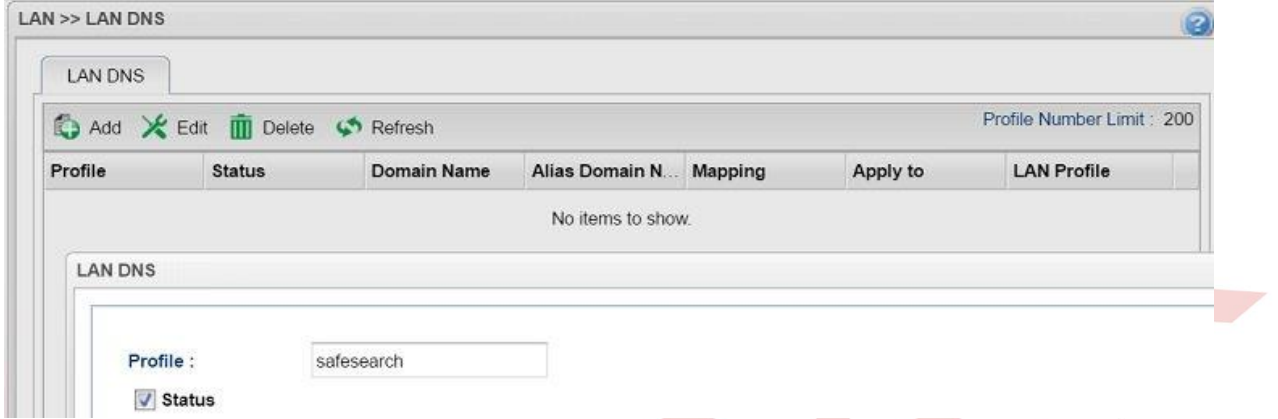 LAN >> LAN DNS
LAN DNS
Add Edit Delete Refresh Profile Number Limit : 200
Profile Status Domain Name Alias Domain N... Mapping Apply to LAN Profile
No items to show.
LAN DNS
Profile : safesearch
Status